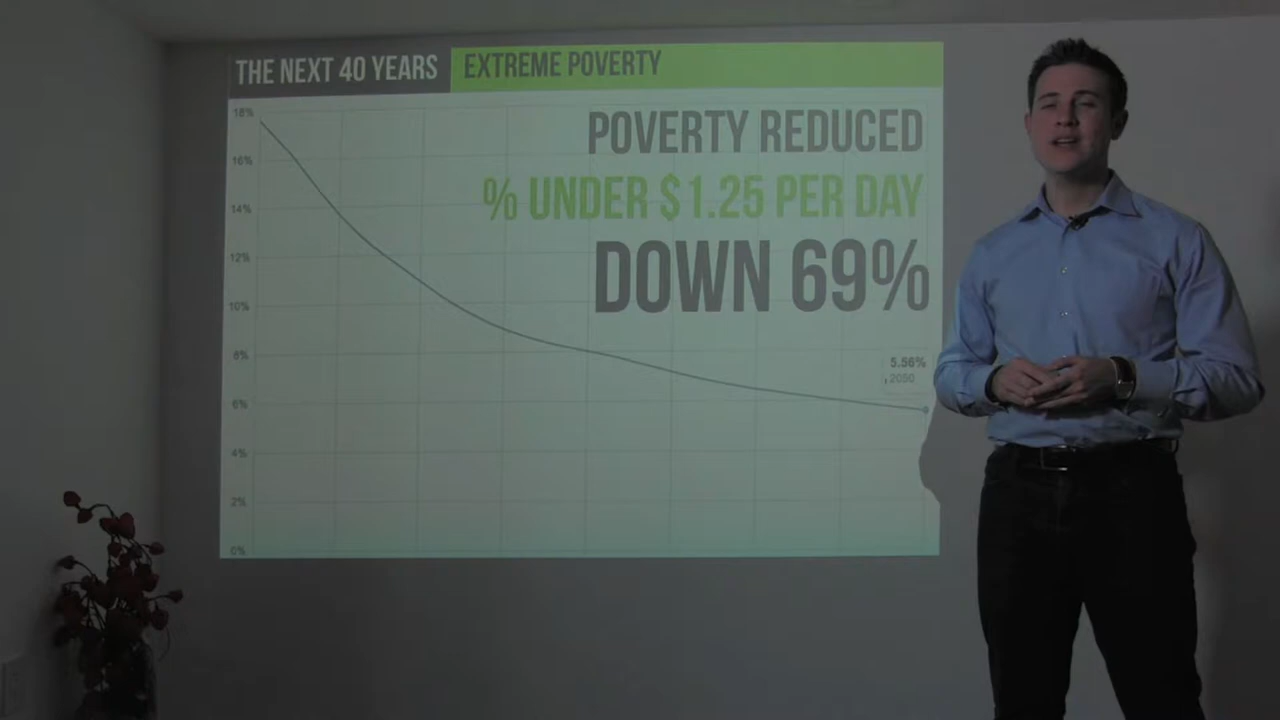 THE NEXT 40 YEARS
EXTREME POVERTY
POVERTY REDUCED
% UNDER $1.25 PER DAY
DOWN 69%
18%
16%
14%
12%
10%
8%
6%
4%
2%
0%
5.56%
2050